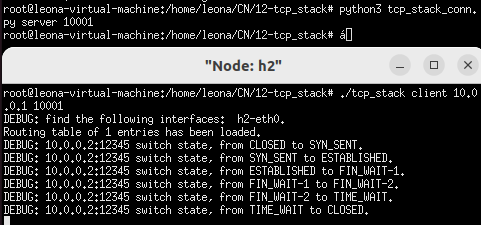 root@leona-virtual-machine:/home/leona/CN/12-tcp_stack# python3 tcp_stack_conn.
py server 10001
root@leona-virtual-machine:/home/leona/CN/12-tcp_stack# á
"Node: h2"
root@leona-virtual-machine:/home/leona/CN/12-tcp_stack# ./tcp_stack client 10.0
.0.1 10001
DEBUG: find the following interfaces:  h2-eth0.
Routing table of 1 entries has been loaded.
DEBUG: 10.0.0.2:12345 switch state, from CLOSED to SYN_SENT.
DEBUG: 10.0.0.2:12345 switch state, from SYN_SENT to ESTABLISHED.
DEBUG: 10.0.0.2:12345 switch state, from ESTABLISHED to FIN_WAIT-1.
DEBUG: 10.0.0.2:12345 switch state, from FIN_WAIT-1 to FIN_WAIT-2.
DEBUG: 10.0.0.2:12345 switch state, from FIN_WAIT-2 to TIME_WAIT.
DEBUG: 10.0.0.2:12345 switch state, from TIME_WAIT to CLOSED.